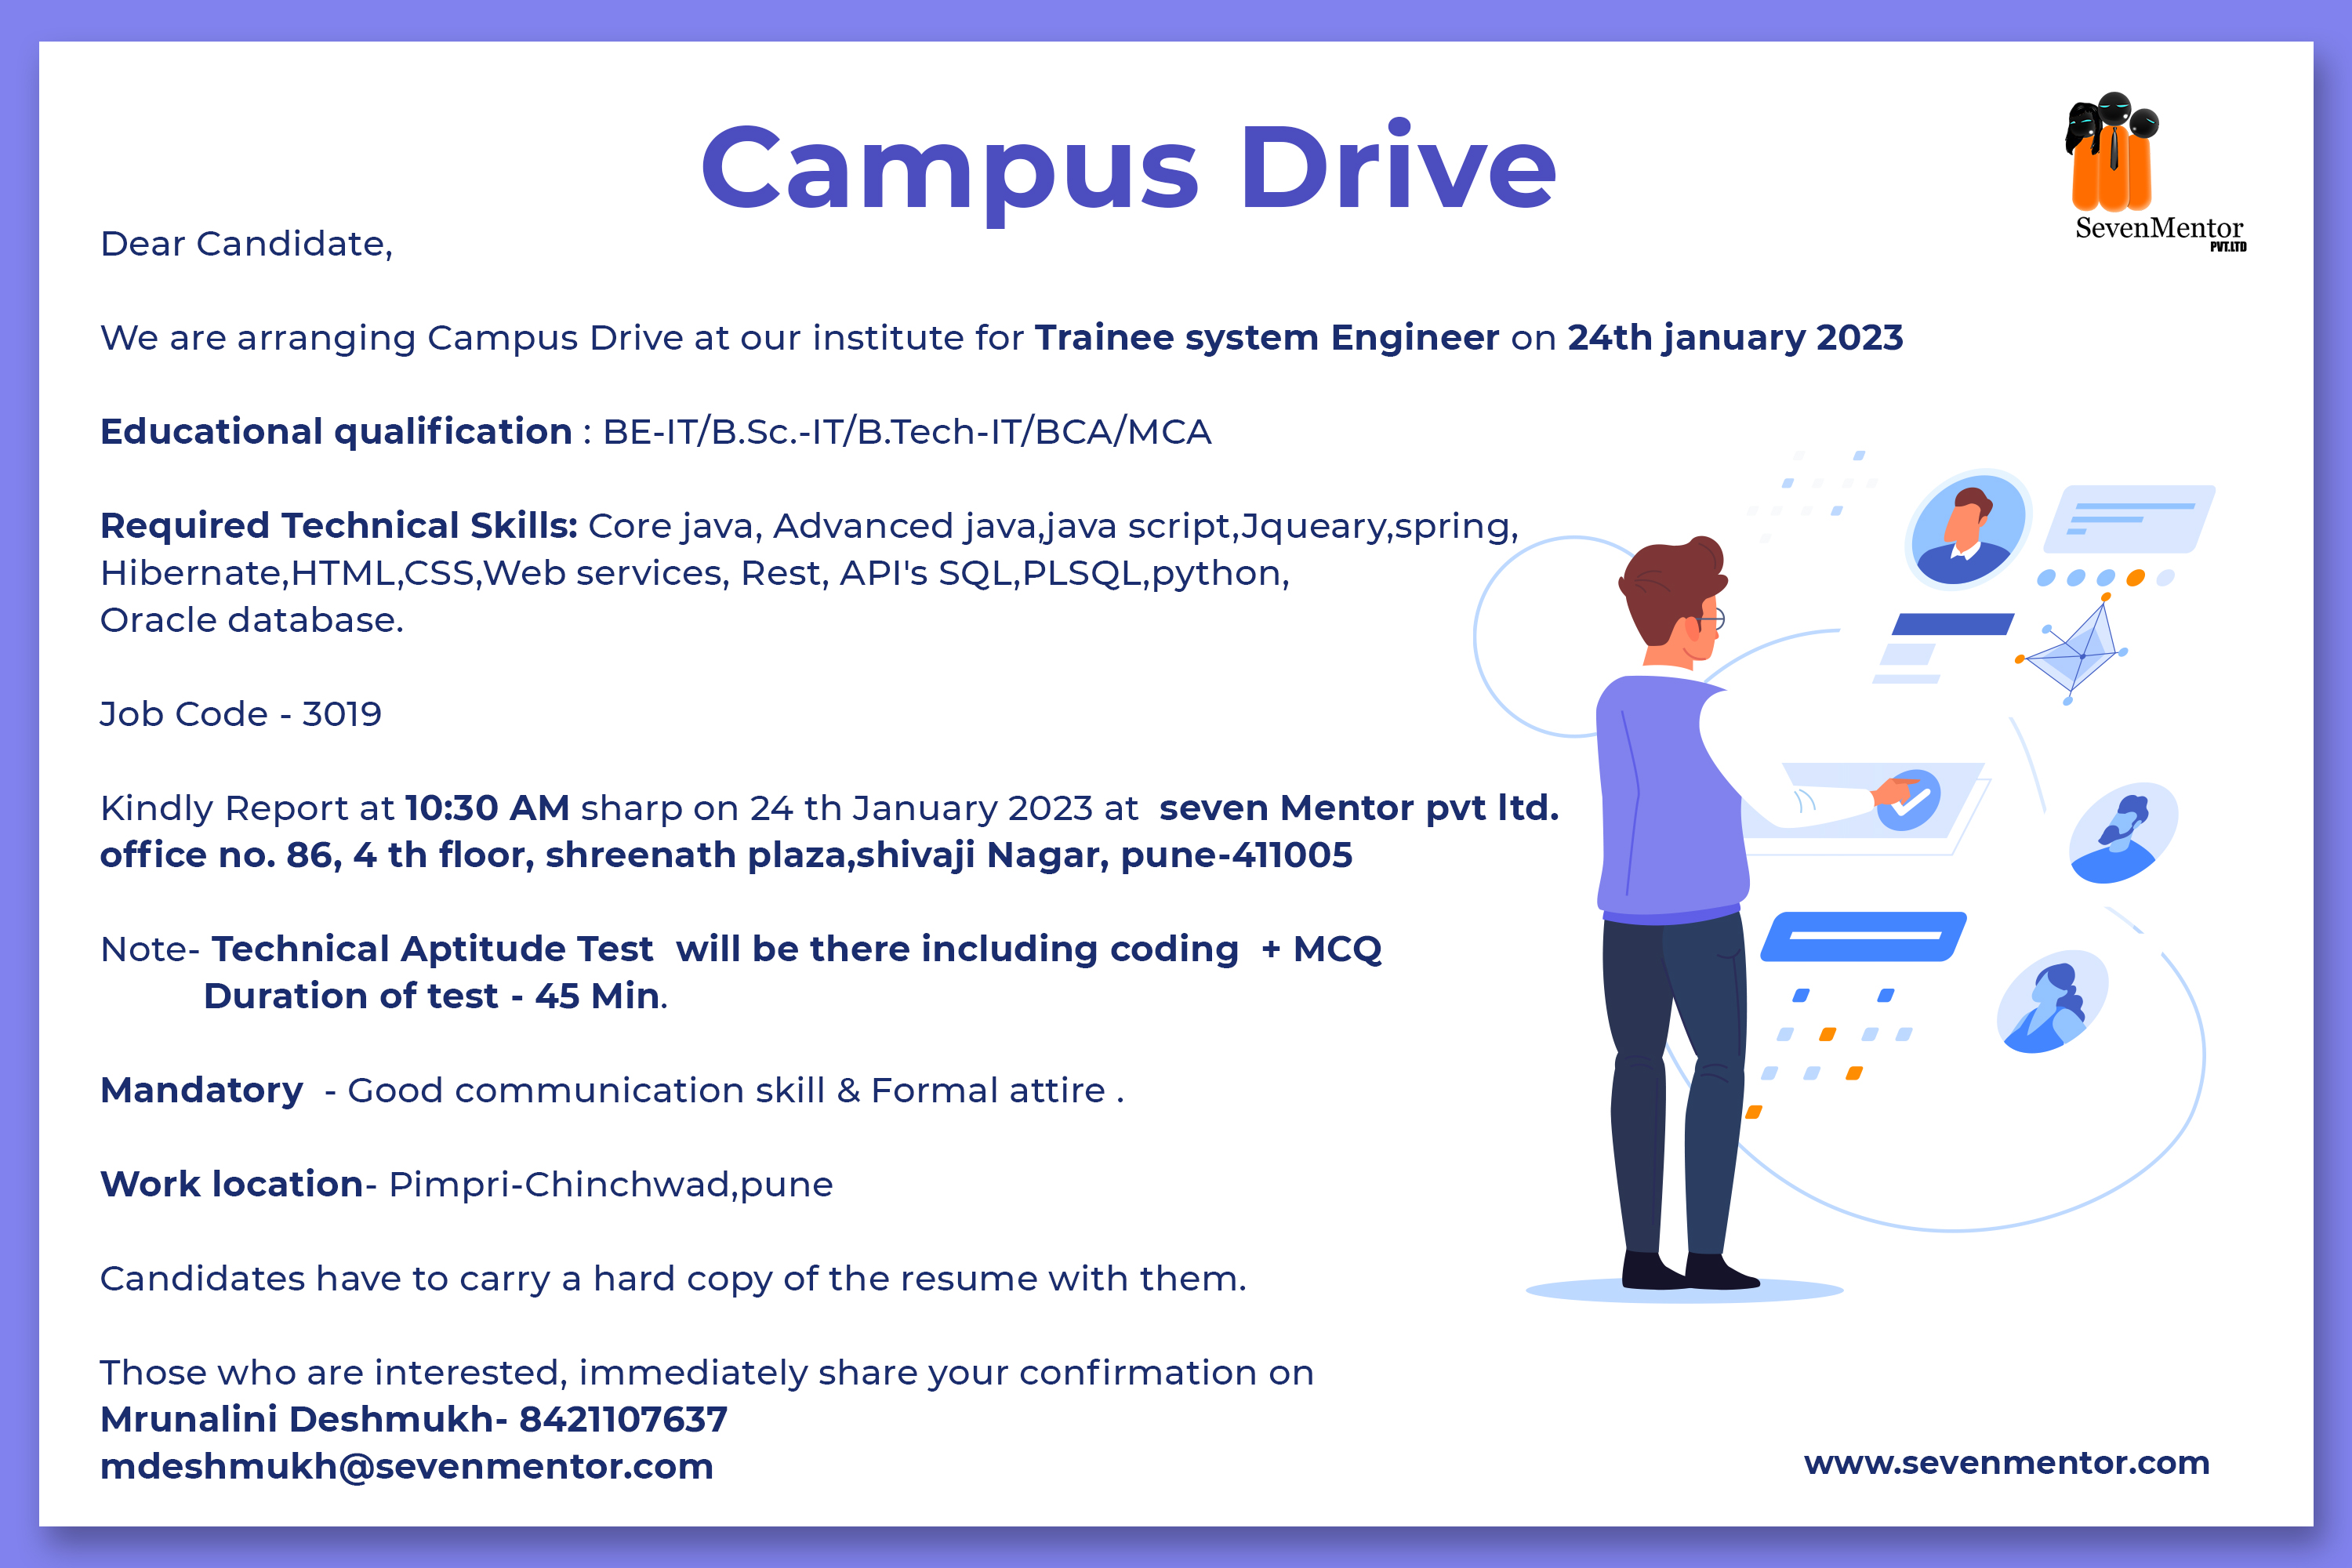 Campus Drive
SevenMentor
PVT.LTD
Dear Candidate,
We are arranging Campus Drive at our institute for Trainee system Engineer on 24th january 2023
Educational qualification : BE-IT/B.Sc.-IT/B.Tech-IT/BCA/MCA
Required Technical Skills: Core java, Advanced java,java script,Jqueary,spring,
Hibernate,HTML,CSS,Web services, Rest, API's SQL,PLSQL,python,
Oracle database.
Job Code - 3019
Kindly Report at 10:30 AM sharp on 24 th January 2023 at  seven Mentor pvt ltd.
office no. 86, 4 th floor, shreenath plaza,shivaji Nagar, pune-411005
Note- Technical Aptitude Test  will be there including coding  + MCQ
Duration of test - 45 Min.
Mandatory  - Good communication skill & Formal attire .
Work location- Pimpri-Chinchwad,pune
Candidates have to carry a hard copy of the resume with them.
Those who are interested, immediately share your confirmation on
Mrunalini Deshmukh- 8421107637
mdeshmukh@sevenmentor.com
www.sevenmentor.com